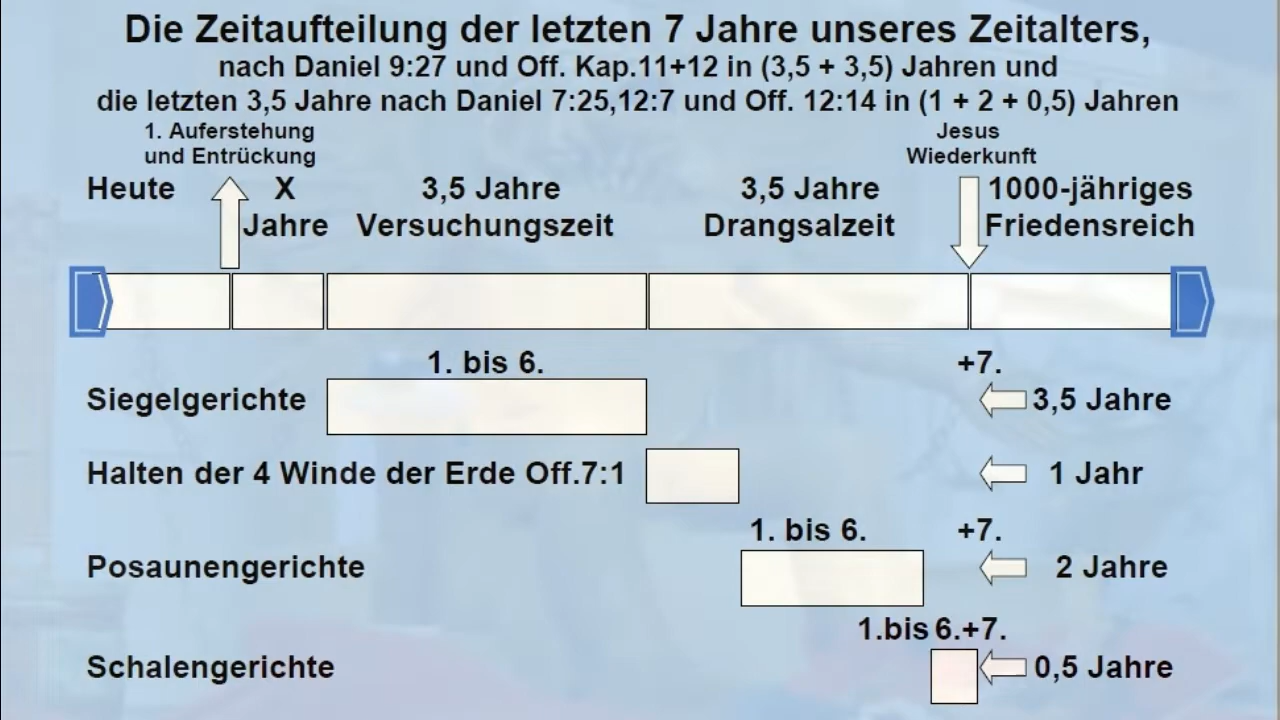 Die Zeitaufteilung der letzten 7 Jahre unseres Zeitalters,
nach Daniel 9:27 und Off. Kap.11+12 in (3,5 + 3,5) Jahren und
die letzten 3,5 Jahre nach Daniel 7:25,12:7 und Off. 12:14 in (1 + 2 + 0,5) Jahren
1. Auferstehung
und Entrückung
Jesus
Wiederkunft
Heute
X
Jahre
3,5 Jahre
Versuchungszeit
3,5 Jahre
Drangsalzeit
1000-jähriges
Friedensreich
1. bis 6.
+7.
Siegelgerichte
3,5 Jahre
Halten der 4 Winde der Erde Off.7:1
1 Jahr
1. bis 6.
+7.
Posaunengerichte
2 Jahre
1.bis 6.+7.
Schalengerichte
0,5 Jahre